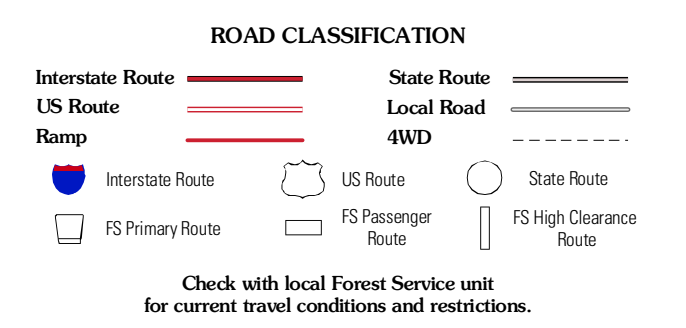 ROAD CLASSIFICATION
Interstate Route
State Route
US Route
Local Road
Ramp
4WD
Interstate Route
US Route
State Route
FS Primary Route
FS Passenger
Route
FS High Clearance
Route
Check with local Forest Service unit
for current travel conditions and restrictions.